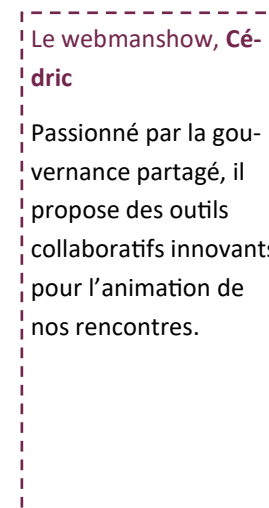 Le webmanshow, Cé-
dric
Passionné par la gou-
vernance partagé, il
propose des outils
collaboratifs innovants
pour l’animation de
nos rencontres.